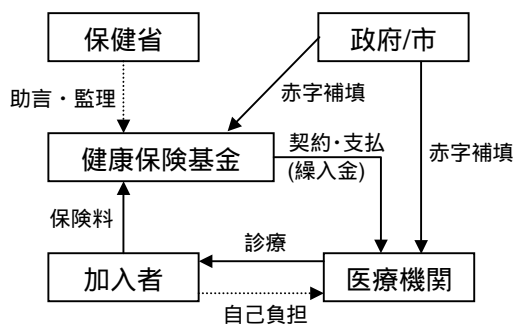 保健省
政府/市
助言・監理
赤字補填
健康保険基金
契約・支払
(繰入金)
赤字補填
保険料
診療
加入者
医療機関
自己負担